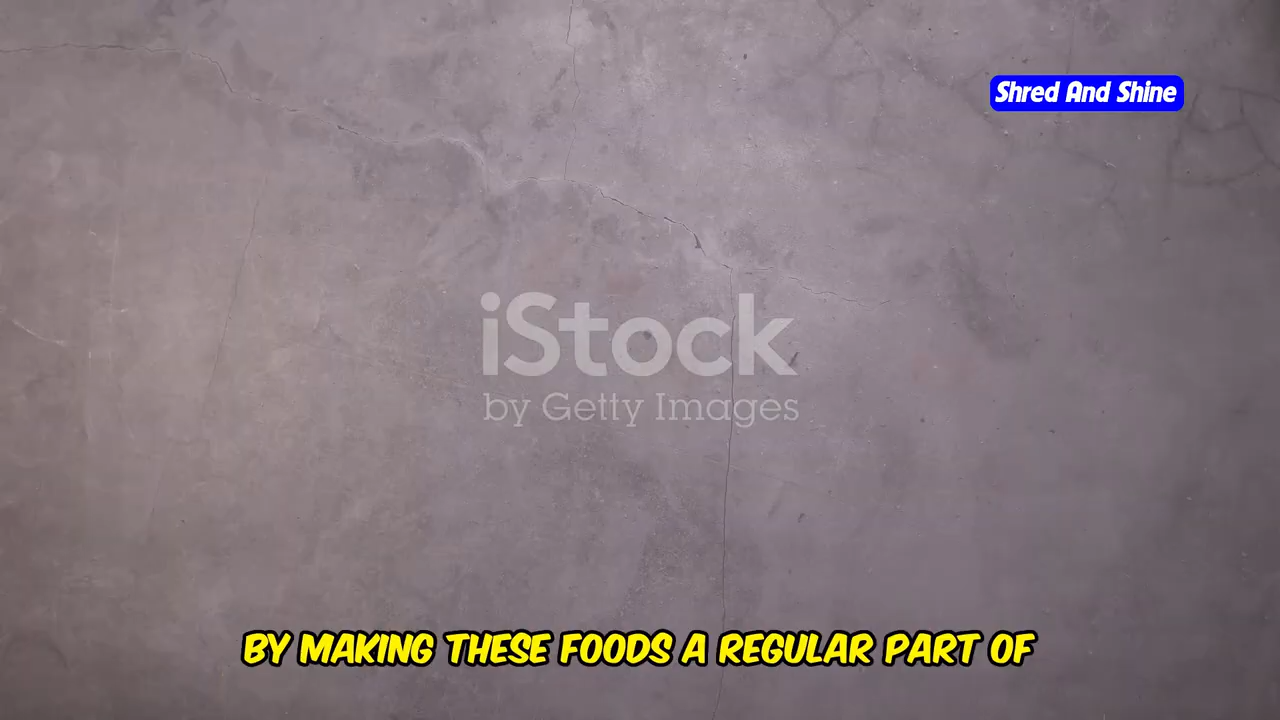 Shred And Shine
iStock
by Getty Images
BY MAKING THESE FOODS A REGULAR PART OF